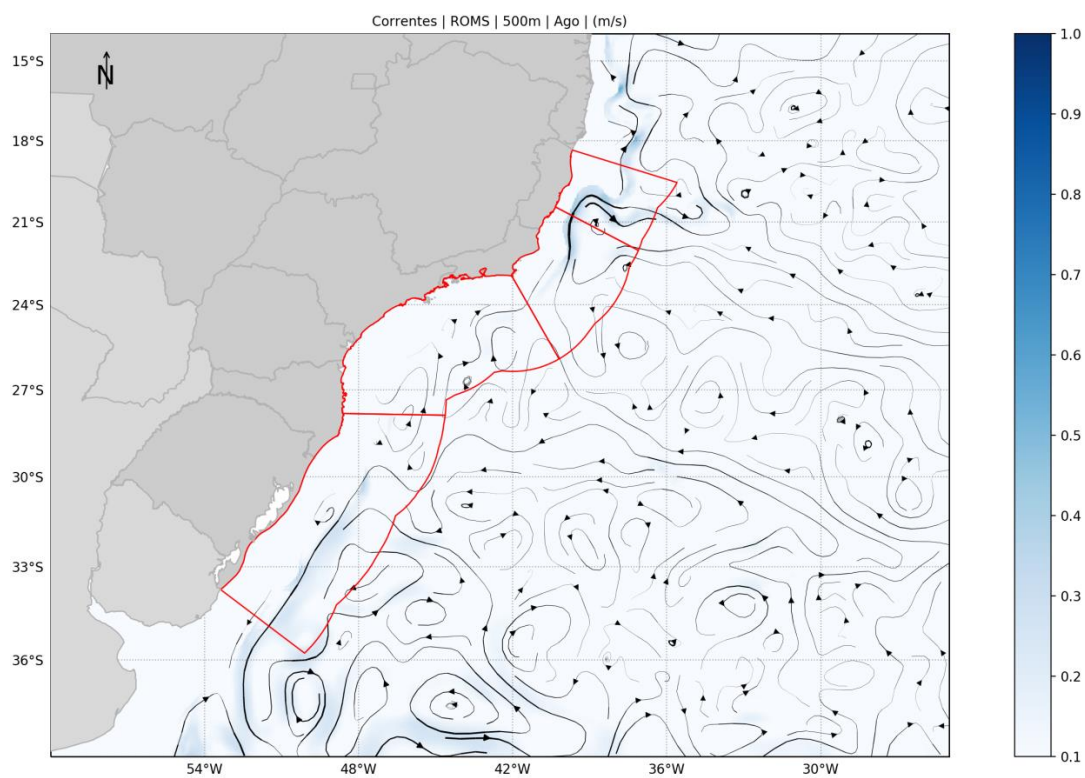 Correntes | ROMS | 500m | Ago | (m/s)
N
15°S
18°S
21°S
24°S
27°S
30°S
33°S
36°S
54°W
48°W
42°W
36°W
30°W
1.0
0.9
0.8
0.7
0.6
0.5
0.4
0.3
0.2
0.1